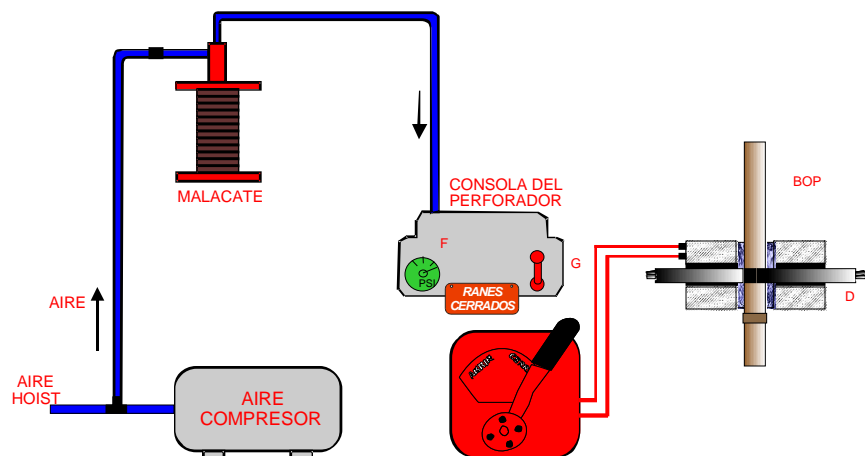 MALACATE
CONSOLA DEL
PERFORADOR
BOP
F
G
PSI
RANES
CERRADOS
D
AIRE
AIRE
HOIST
AIRE
COMPRESOR